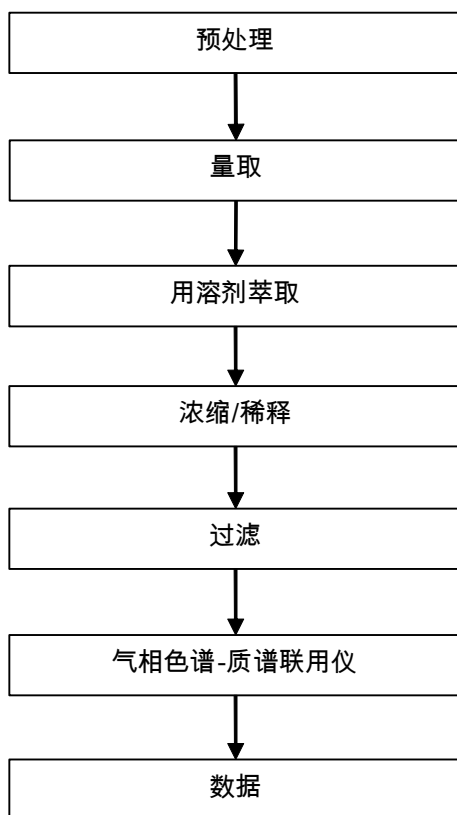 预处理
量取
用溶剂萃取
浓缩/稀释
过滤
气相色谱-质谱联用仪
数据